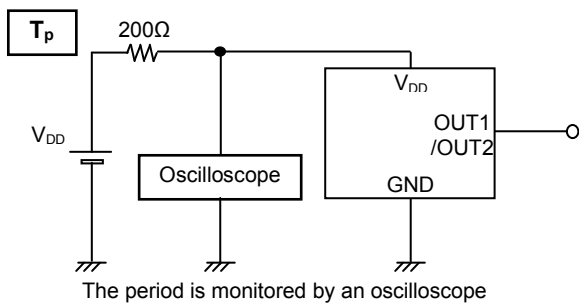 Tp
200Ω
VDD
VDD
OUT1
/OUT2
Oscilloscope
GND
The period is monitored by an oscilloscope